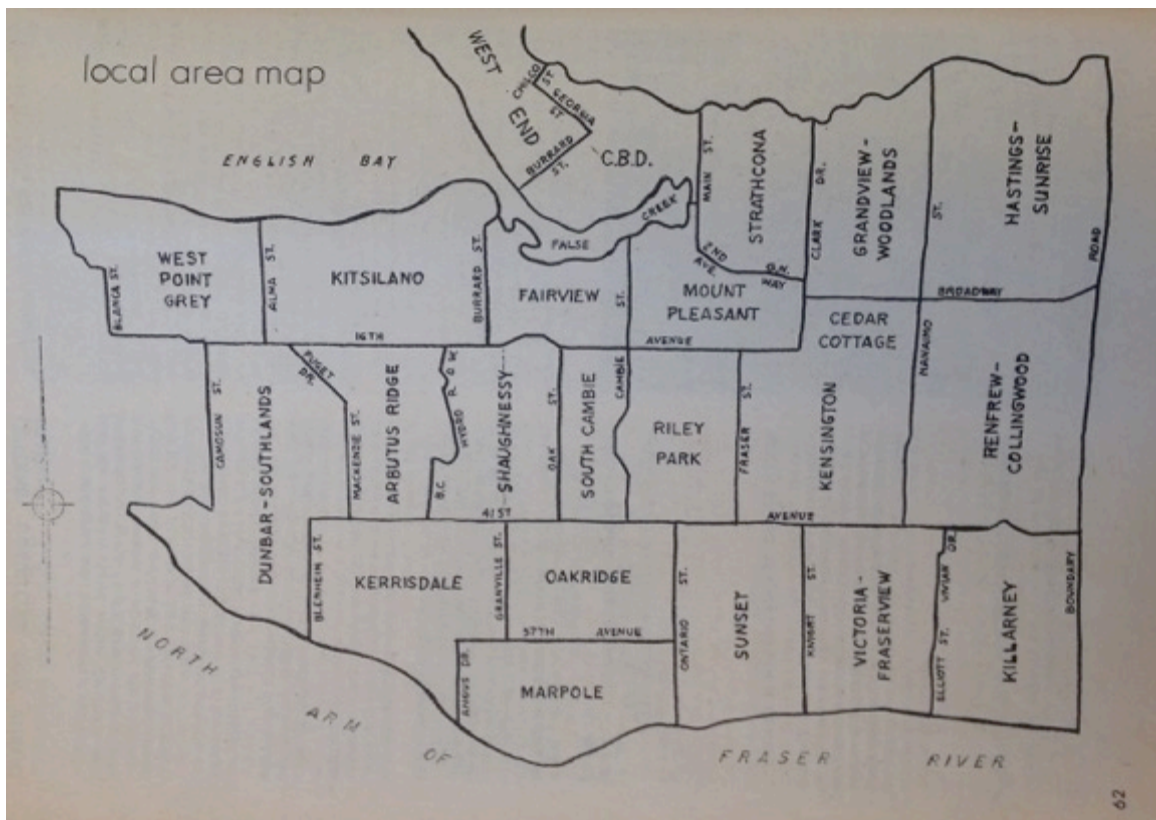 local area map
ENGLISH BAY
WEST
END
CHILCO
ST.
GEORGIA
ST.
BURRARD
ST.
C.B.D.
FALSE
CREEK
MAIN ST.
STRATHCONA
2ND
AVE.
G.N.
WAY
CLARK DR.
GRANDVIEW-
WOODLANDS
ST.
NANAIMO
HASTINGS-
SUNRISE
ROAD
BROADWAY
WEST
POINT
GREY
BLANCA ST.
ALMA ST.
KITSILANO
BURRARD ST.
FAIRVIEW
ST.
CAMBIE
MOUNT
PLEASANT
CEDAR
COTTAGE
16TH
AVENUE
CAMOSUN ST.
DUNBAR-SOUTHLANDS
PUGET
DR.
MACKENZIE ST.
ARBUTUS RIDGE
B.C. HYDRO R.O.W.
SHAUGHNESSY
OAK ST.
SOUTH CAMBIE
RILEY
PARK
FRASER ST.
KENSINGTON
RENFREW-
COLLINGWOOD
41ST
AVENUE
BLENHEIM ST.
KERRISDALE
GRANVILLE ST.
OAKRIDGE
57TH AVENUE
ONTARIO ST.
SUNSET
KNIGHT ST.
VICTORIA-
FRASERVIEW
ELLIOTT ST.
VIVIAN DR.
KILLARNEY
BOUNDARY
ANGUS DR.
MARPOLE
NORTH ARM OF FRASER RIVER
62